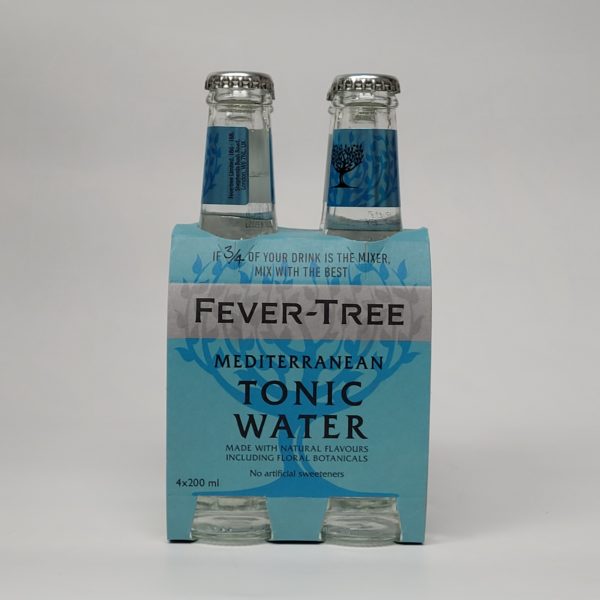 IF 3/4 OF YOUR DRINK IS THE MIXER,
MIX WITH THE BEST
FEVER-TREE
MEDITERRANEAN
TONIC
WATER
MADE WITH NATURAL FLAVOURS
INCLUDING FLORAL BOTANICALS
No artificial sweeteners
4x200 ml